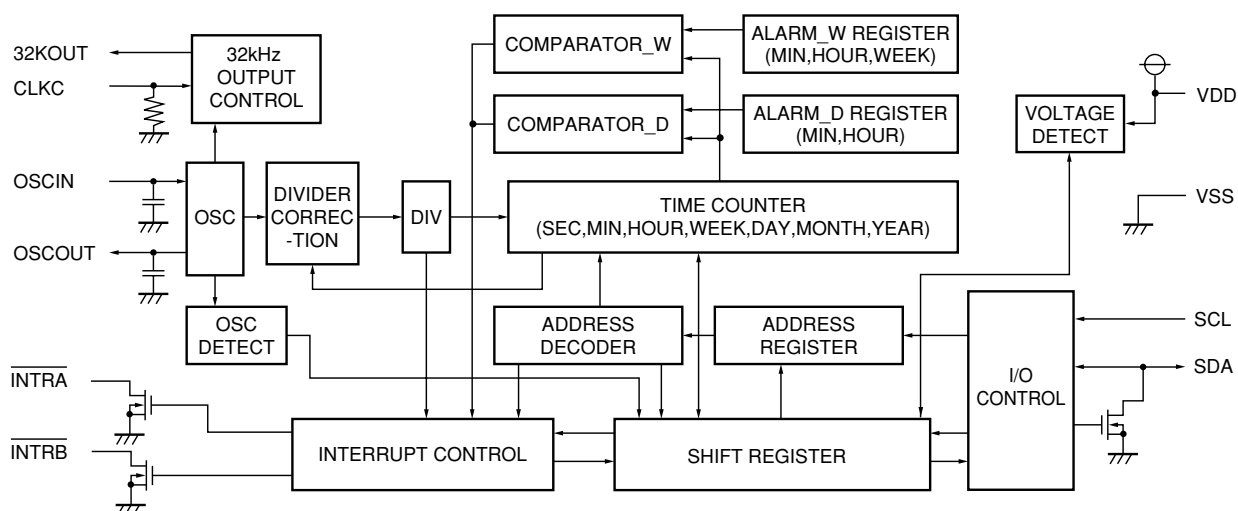 32KOUT
CLKC
32kHz
OUTPUT
CONTROL
COMPARATOR_W
ALARM_W REGISTER
(MIN,HOUR,WEEK)
COMPARATOR_D
ALARM_D REGISTER
(MIN,HOUR)
VOLTAGE
DETECT
VDD
VSS
OSCIN
OSCOUT
OSC
DIVIDER
CORREC
-TION
DIV
TIME COUNTER
(SEC,MIN,HOUR,WEEK,DAY,MONTH,YEAR)
OSC
DETECT
ADDRESS
DECODER
ADDRESS
REGISTER
I/O
CONTROL
SCL
SDA
INTRA
INTRB
INTERRUPT CONTROL
SHIFT REGISTER